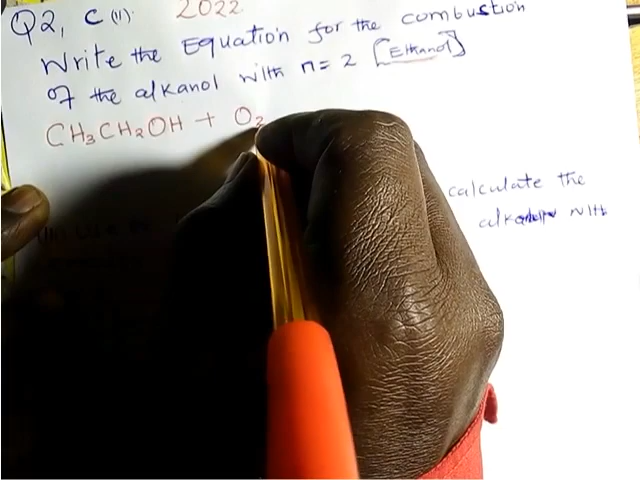 Q2, C (ii). 2022
Write the Equation for the combustion
of the alkanol with n = 2 [Ethanol]
CH₃CH₂OH + O₂
calculate the
with